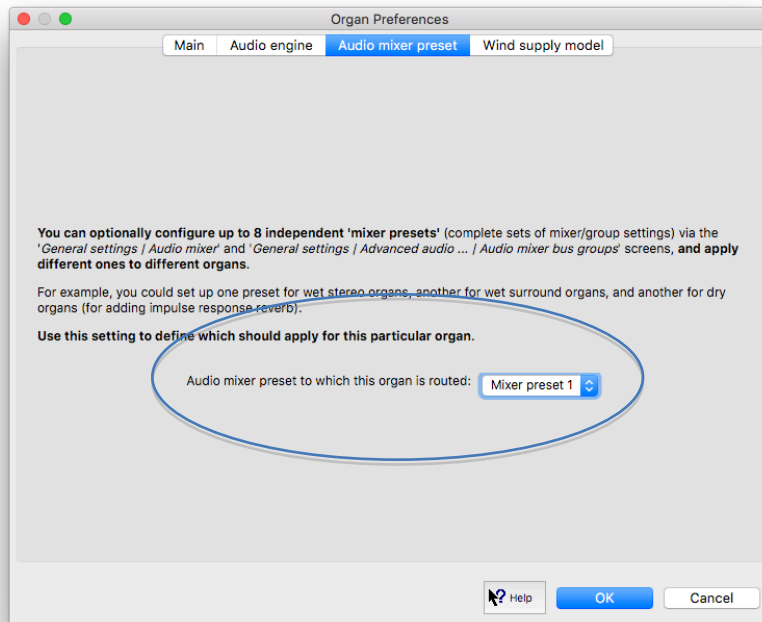 Organ Preferences
Main Audio engine Audio mixer preset Wind supply model
You can optionally configure up to 8 independent 'mixer presets' (complete sets of mixer/group settings) via the
'General settings | Audio mixer' and 'General settings | Advanced audio ... | Audio mixer bus groups' screens, and apply
different ones to different organs.
For example, you could set up one preset for wet stereo organs, another for wet surround organs, and another for dry
organs (for adding impulse response reverb).
Use this setting to define which should apply for this particular organ.
Audio mixer preset to which this organ is routed: Mixer preset 1
? Help OK Cancel